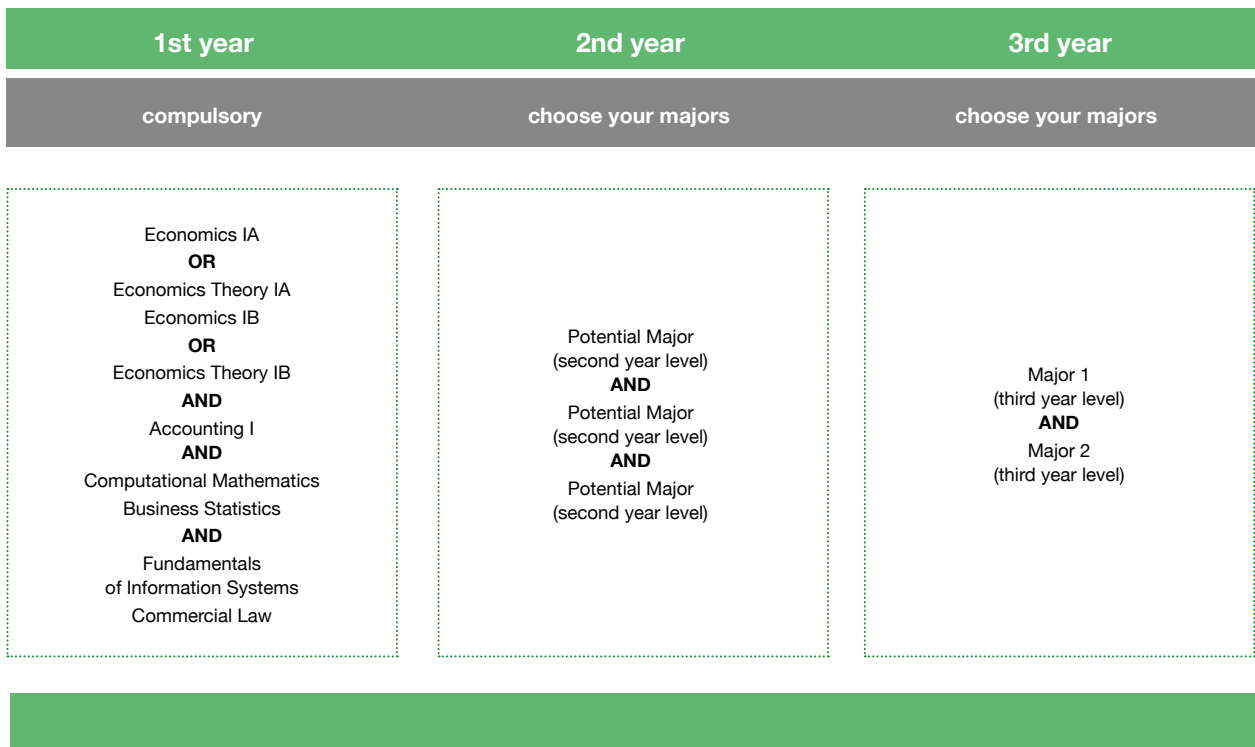 1st year
2nd year
3rd year
compulsory
choose your majors
choose your majors
Economics IA
OR
Economics Theory IA
Economics IB
OR
Economics Theory IB
AND
Accounting I
AND
Computational Mathematics
Business Statistics
AND
Fundamentals
of Information Systems
Commercial Law
Potential Major
(second year level)
AND
Potential Major
(second year level)
AND
Potential Major
(second year level)
Major 1
(third year level)
AND
Major 2
(third year level)